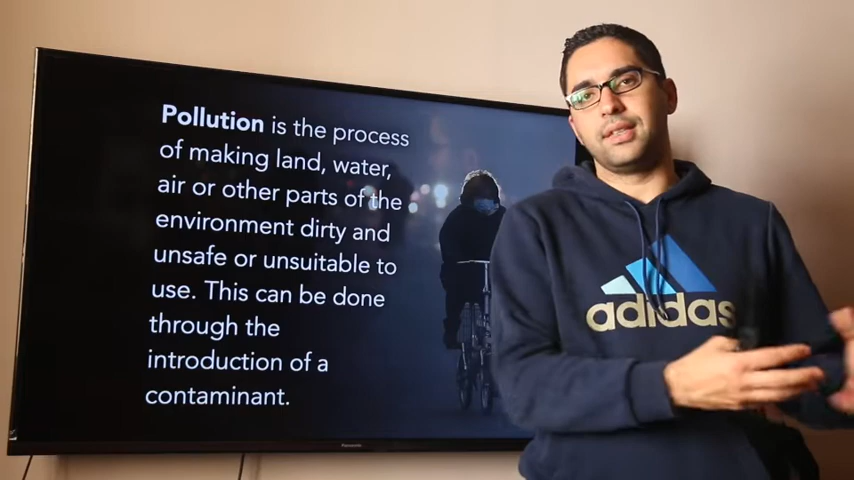 Pollution is the process
of making land, water,
air or other parts of the
environment dirty and
unsafe or unsuitable to
use. This can be done
through the
introduction of a
contaminant.
Panasonic
adidas